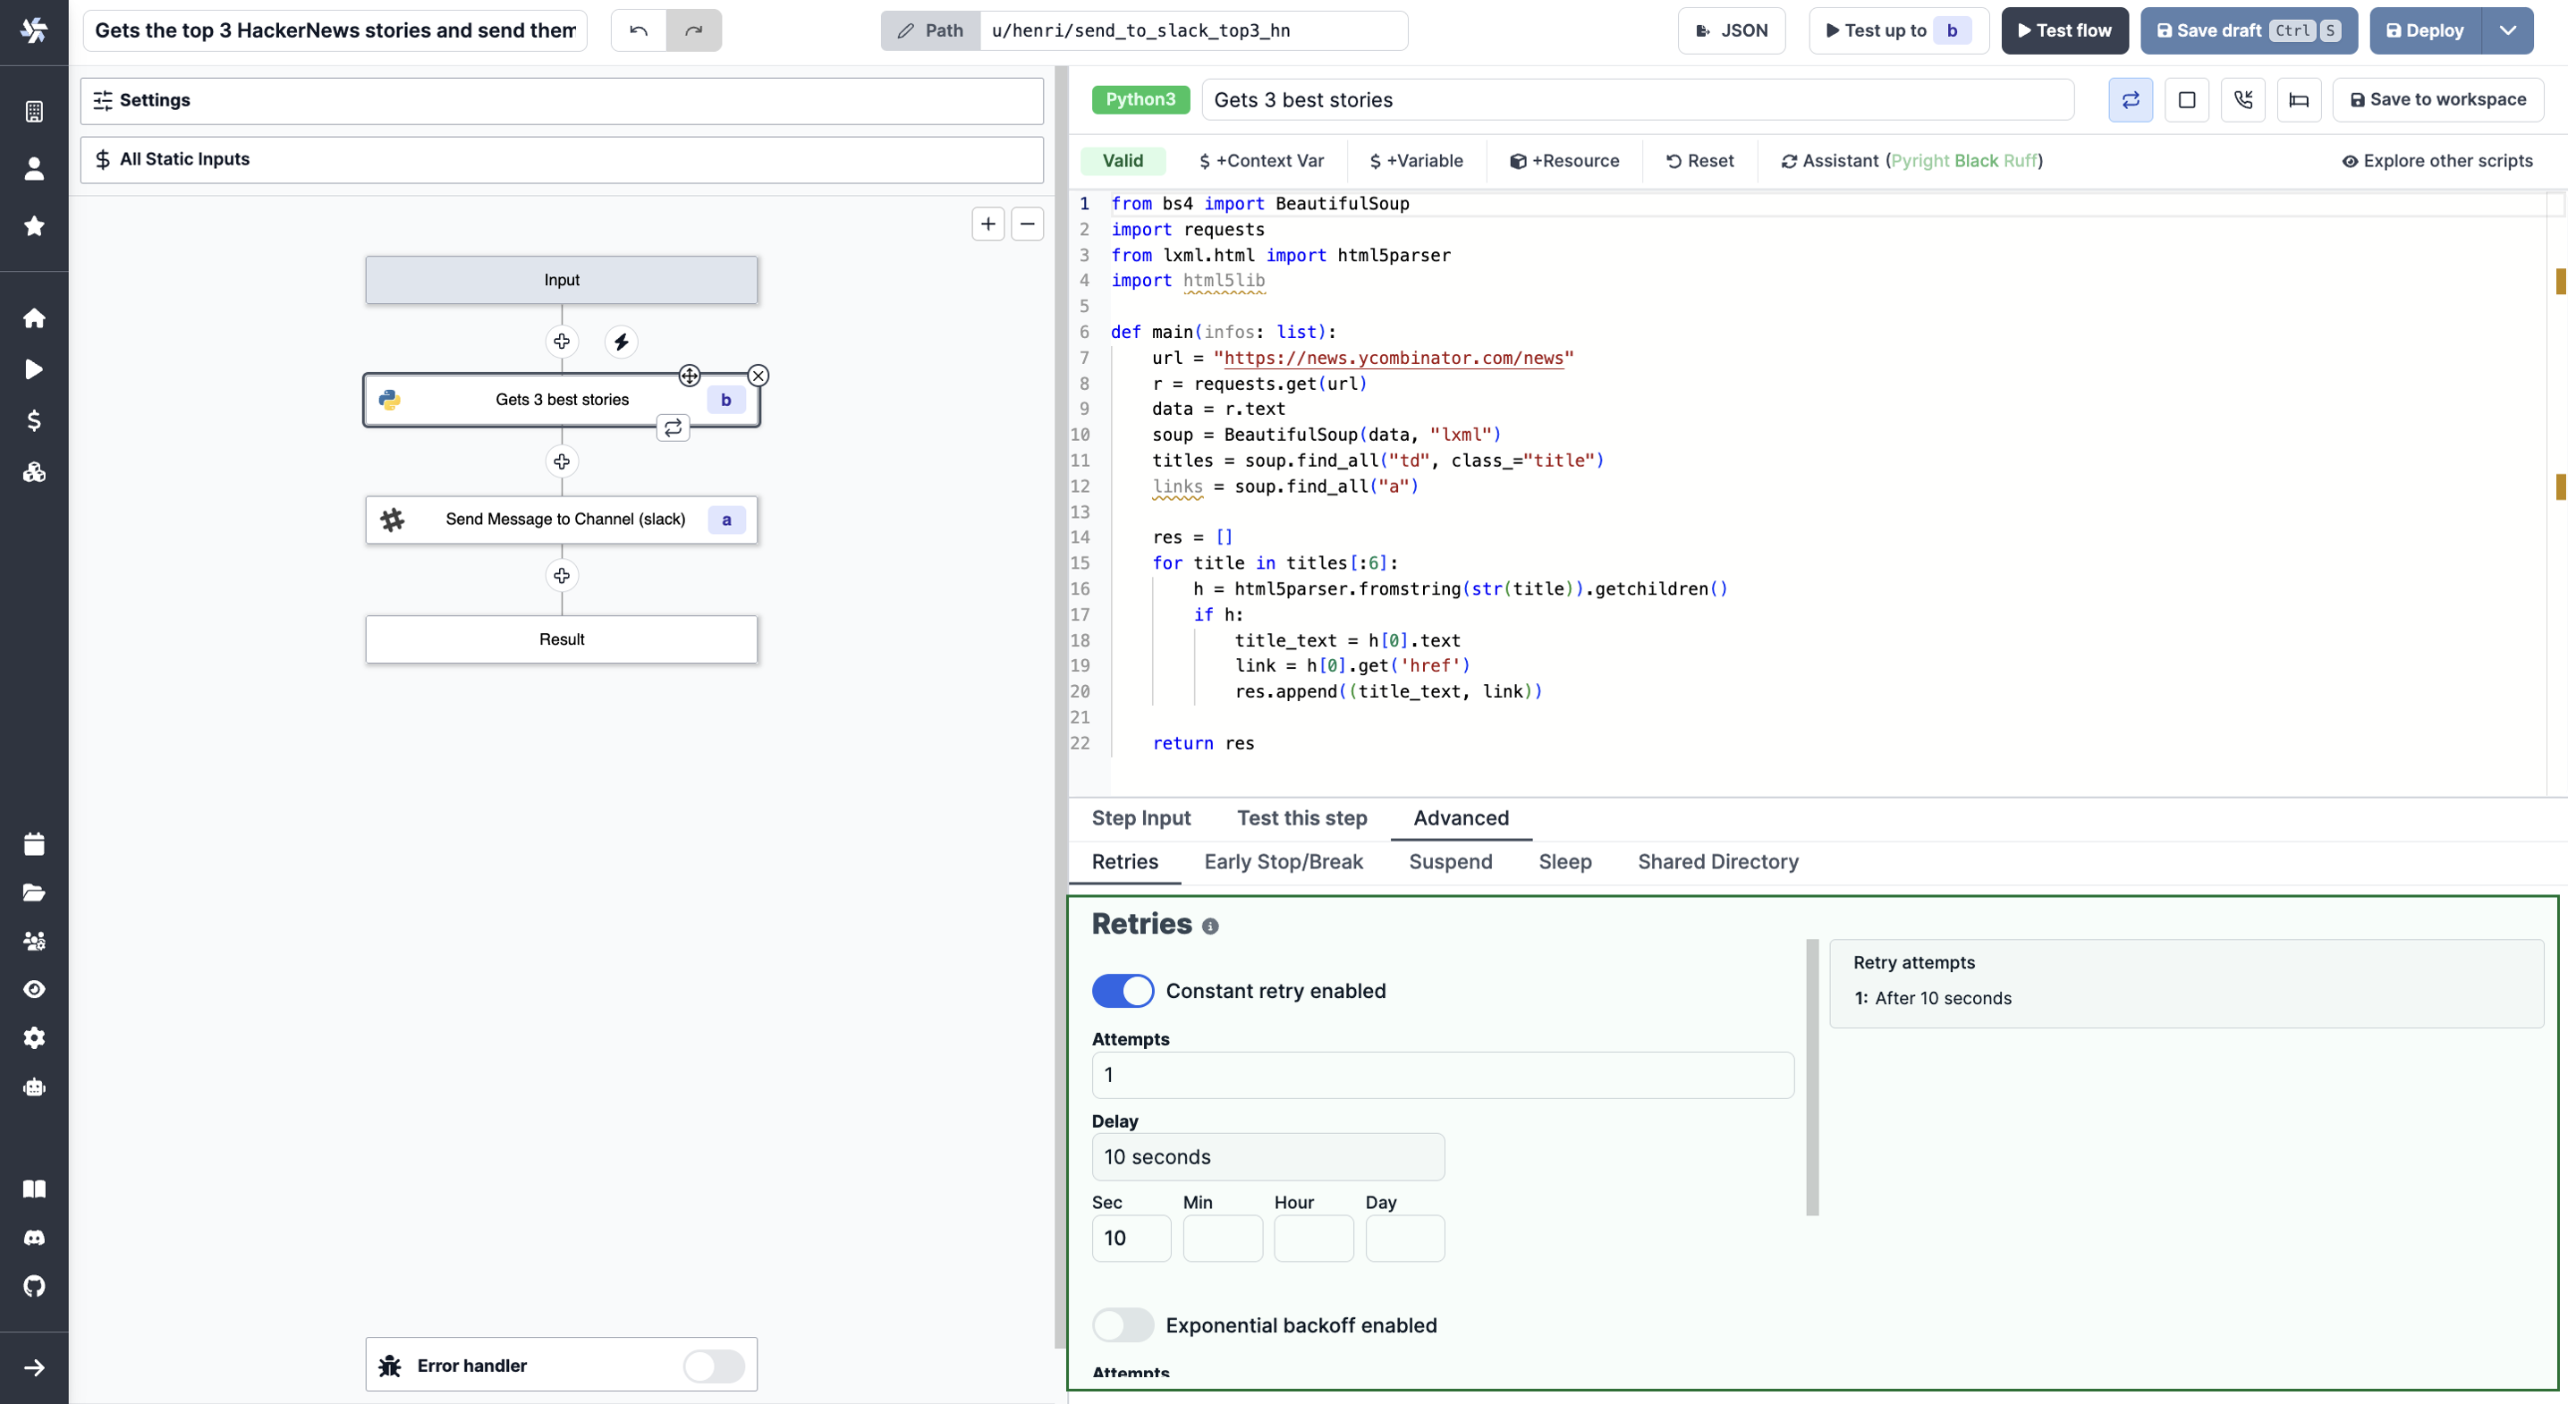 Gets the top 3 HackerNews stories and send them
Path u/henri/send_to_slack_top3_hn
JSON
Test up to b
Test flow
Save draft Ctrl S
Deploy
Settings
All Static Inputs
Input
Gets 3 best stories b
Send Message to Channel (slack) a
Result
Error handler
Python3 Gets 3 best stories
Save to workspace
Valid
$ +Context Var
$ +Variable
+Resource
Reset
Assistant (Pyright Black Ruff)
Explore other scripts
1 from bs4 import BeautifulSoup
2 import requests
3 from lxml.html import html5parser
4 import html5lib
5
6 def main(infos: list):
7     url = "https://news.ycombinator.com/news"
8     r = requests.get(url)
9     data = r.text
10     soup = BeautifulSoup(data, "lxml")
11     titles = soup.find_all("td", class_="title")
12     links = soup.find_all("a")
13
14     res = []
15     for title in titles[:6]:
16         h = html5parser.fromstring(str(title)).getchildren()
17         if h:
18             title_text = h[0].text
19             link = h[0].get('href')
20             res.append((title_text, link))
21
22     return res
Step Input Test this step Advanced
Retries Early Stop/Break Suspend Sleep Shared Directory
Retries
Constant retry enabled
Attempts
1
Delay
10 seconds
Sec Min Hour Day
10
Exponential backoff enabled
Attempts
Retry attempts
1: After 10 seconds